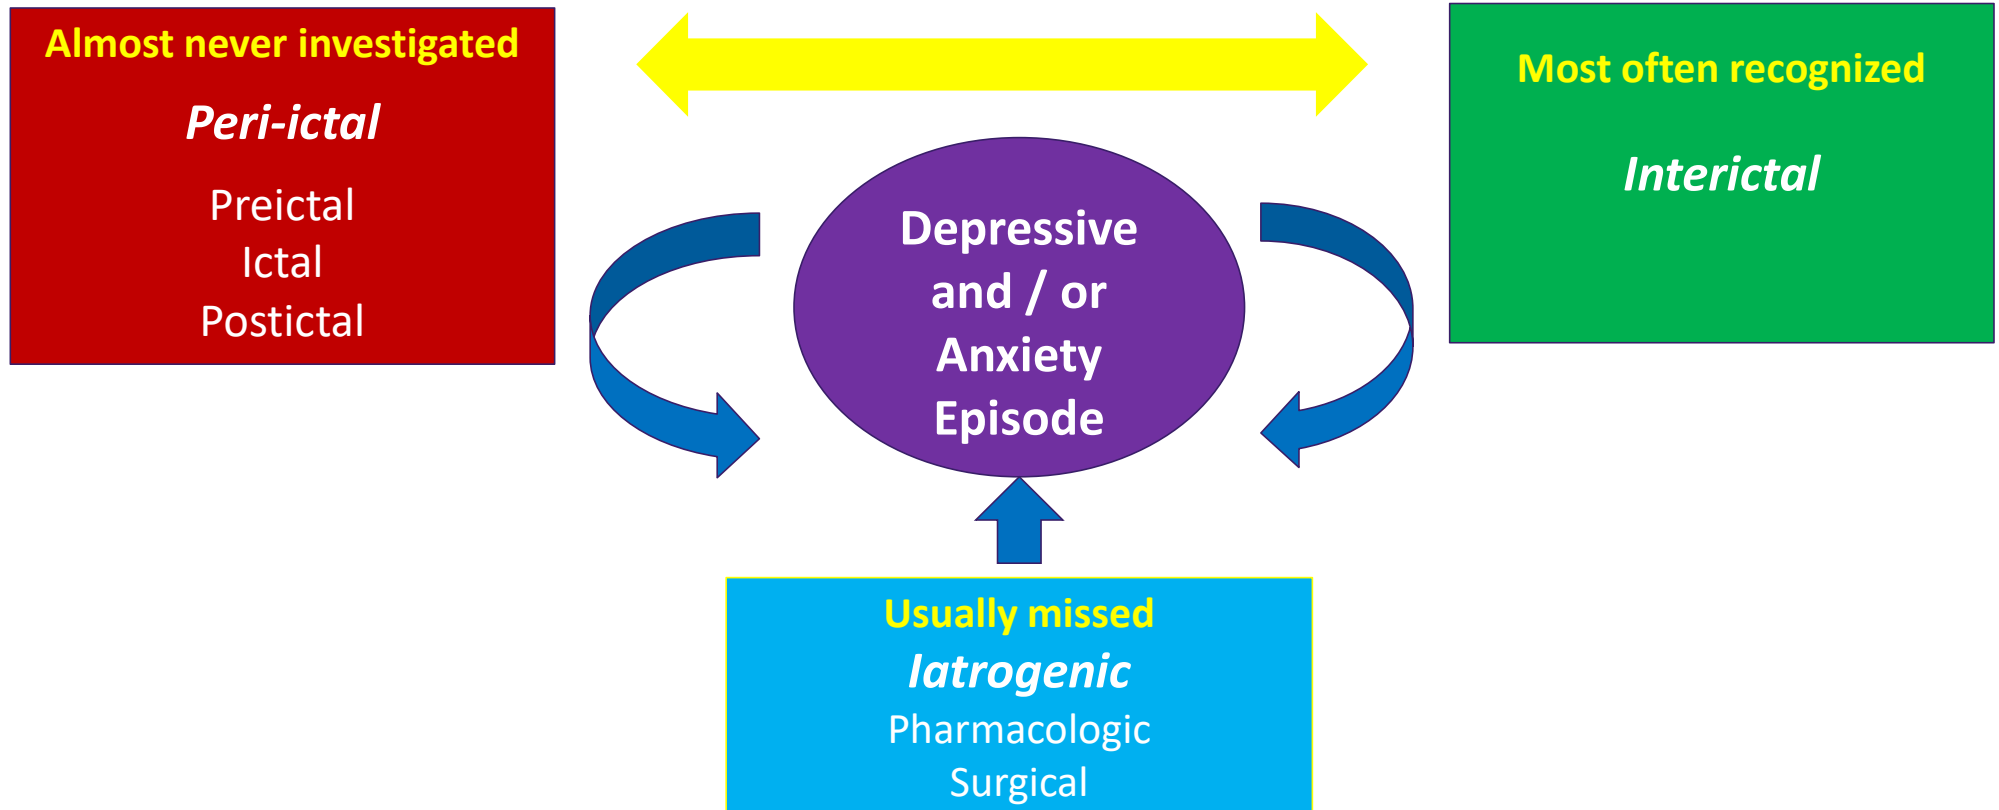 Almost never investigated
Peri-ictal
Preictal
Ictal
Postictal
Most often recognized
Interictal
Depressive
and / or
Anxiety
Episode
Usually missed
Iatrogenic
Pharmacologic
Surgical